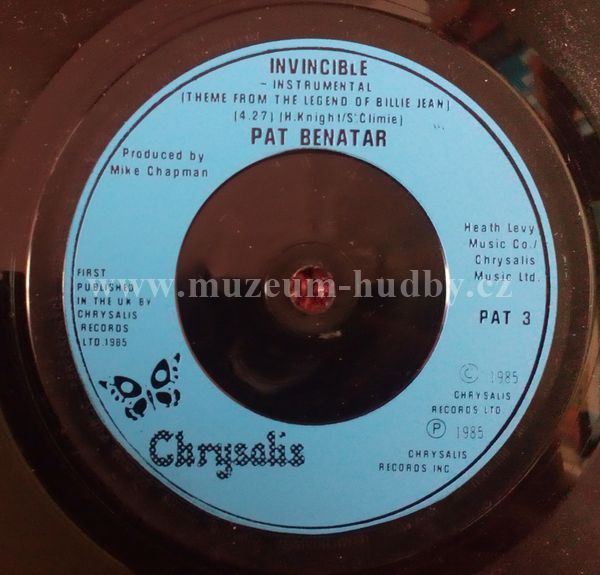 INVINCIBLE
- INSTRUMENTAL
(THEME FROM THE LEGEND OF BILLIE JEAN)
(4.27) (H.Knight/S.Climie)
PAT BENATAR
Produced by
Mike Chapman
Heath Levy
Music Co./
Chrysalis
Music Ltd.
FIRST
PUBLISHED
IN THE UK BY
CHRYSALIS
RECORDS
LTD.1985
www.muzeum-hudby.cz
PAT 3
© 1985
CHRYSALIS
RECORDS LTD.
℗ 1985
CHRYSALIS
RECORDS INC
Chrysalis